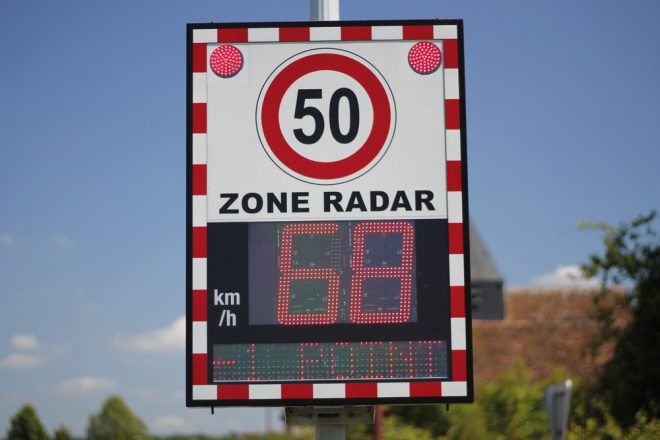 50
ZONE RADAR
68
km
/h
-1 POINT